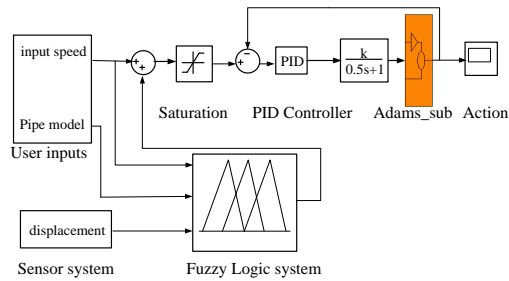 input speed
Pipe model
User inputs
+
+
Saturation
−
PID
PID Controller
k
0.5s+1
Adams_sub
Action
displacement
Sensor system
Fuzzy Logic system